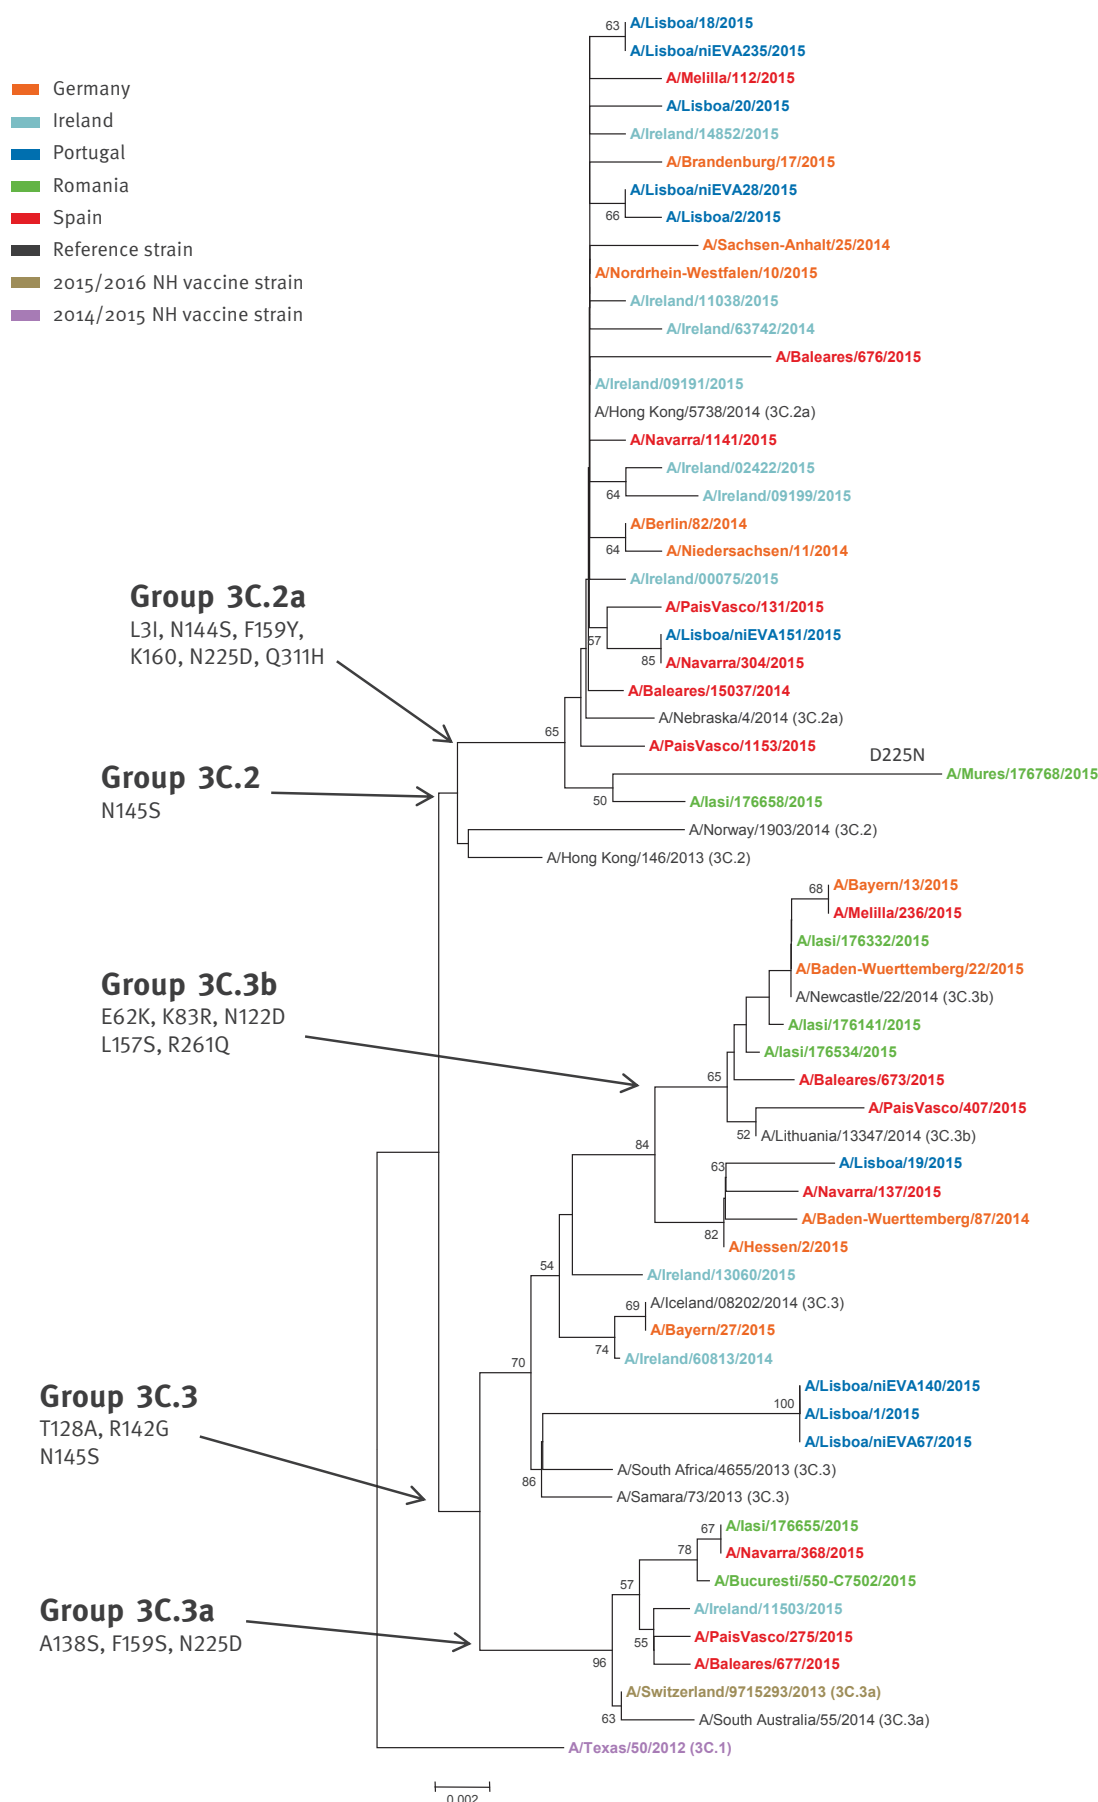 Germany
Ireland
Portugal
Romania
Spain
Reference strain
2015/2016 NH vaccine strain
2014/2015 NH vaccine strain
63
A/Lisboa/18/2015
A/Lisboa/niEVA235/2015
A/Melilla/112/2015
A/Lisboa/20/2015
A/Ireland/14852/2015
A/Brandenburg/17/2015
A/Lisboa/niEVA28/2015
66
A/Lisboa/2/2015
A/Sachsen-Anhalt/25/2014
A/Nordrhein-Westfalen/10/2015
A/Ireland/11038/2015
A/Ireland/63742/2014
A/Baleares/676/2015
A/Ireland/09191/2015
A/Hong Kong/5738/2014 (3C.2a)
A/Navarra/1141/2015
A/Ireland/02422/2015
64
A/Ireland/09199/2015
A/Berlin/82/2014
64
A/Niedersachsen/11/2014
A/Ireland/00075/2015
A/PaisVasco/131/2015
57
A/Lisboa/niEVA151/2015
85
A/Navarra/304/2015
A/Baleares/15037/2014
A/Nebraska/4/2014 (3C.2a)
65
A/PaisVasco/1153/2015
D225N
A/Mures/176768/2015
50
A/Iasi/176658/2015
A/Norway/1903/2014 (3C.2)
A/Hong Kong/146/2013 (3C.2)
Group 3C.2a
L3I, N144S, F159Y,
K160, N225D, Q311H
Group 3C.2
N145S
68
A/Bayern/13/2015
A/Melilla/236/2015
A/Iasi/176332/2015
A/Baden-Wuerttemberg/22/2015
A/Newcastle/22/2014 (3C.3b)
A/Iasi/176141/2015
A/Iasi/176534/2015
65
A/Baleares/673/2015
A/PaisVasco/407/2015
52
A/Lithuania/13347/2014 (3C.3b)
84
63
A/Lisboa/19/2015
A/Navarra/137/2015
A/Baden-Wuerttemberg/87/2014
82
A/Hessen/2/2015
54
A/Ireland/13060/2015
69
A/Iceland/08202/2014 (3C.3)
A/Bayern/27/2015
74
A/Ireland/60813/2014
70
Group 3C.3b
E62K, K83R, N122D
L157S, R261Q
A/Lisboa/niEVA140/2015
100
A/Lisboa/1/2015
A/Lisboa/niEVA67/2015
A/South Africa/4655/2013 (3C.3)
86
A/Samara/73/2013 (3C.3)
Group 3C.3
T128A, R142G
N145S
67
A/Iasi/176655/2015
A/Navarra/368/2015
78
A/Bucuresti/550-C7502/2015
57
A/Ireland/11503/2015
A/PaisVasco/275/2015
55
A/Baleares/677/2015
96
A/Switzerland/9715293/2013 (3C.3a)
63
A/South Australia/55/2014 (3C.3a)
A/Texas/50/2012 (3C.1)
Group 3C.3a
A138S, F159S, N225D
0.002